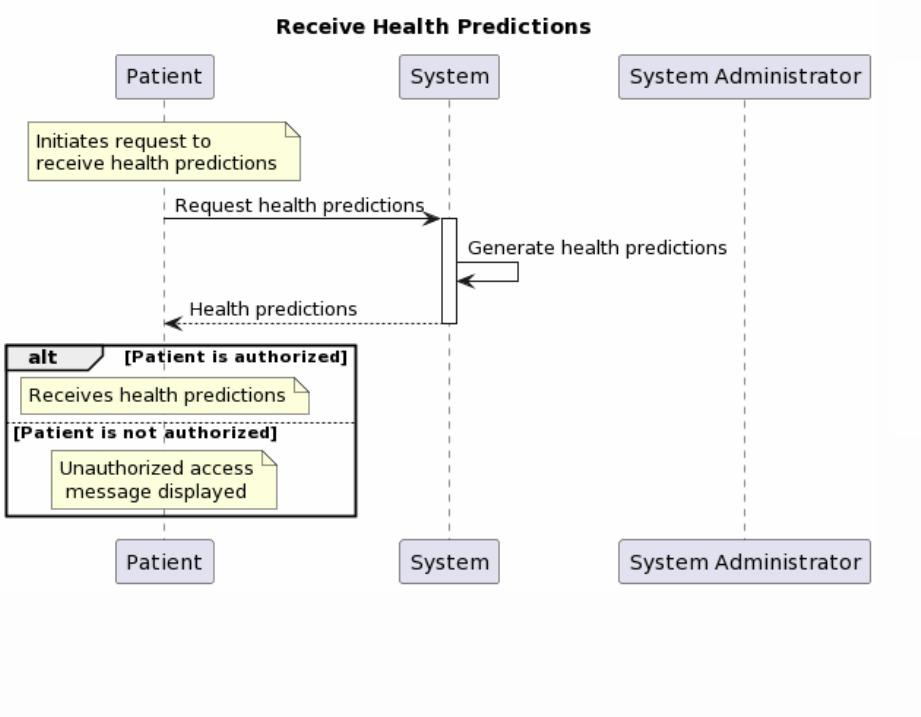 Receive Health Predictions
Patient
System
System Administrator
Initiates request to
receive health predictions
Request health predictions
Generate health predictions
Health predictions
alt
[Patient is authorized]
Receives health predictions
[Patient is not authorized]
Unauthorized access
message displayed
Patient
System
System Administrator